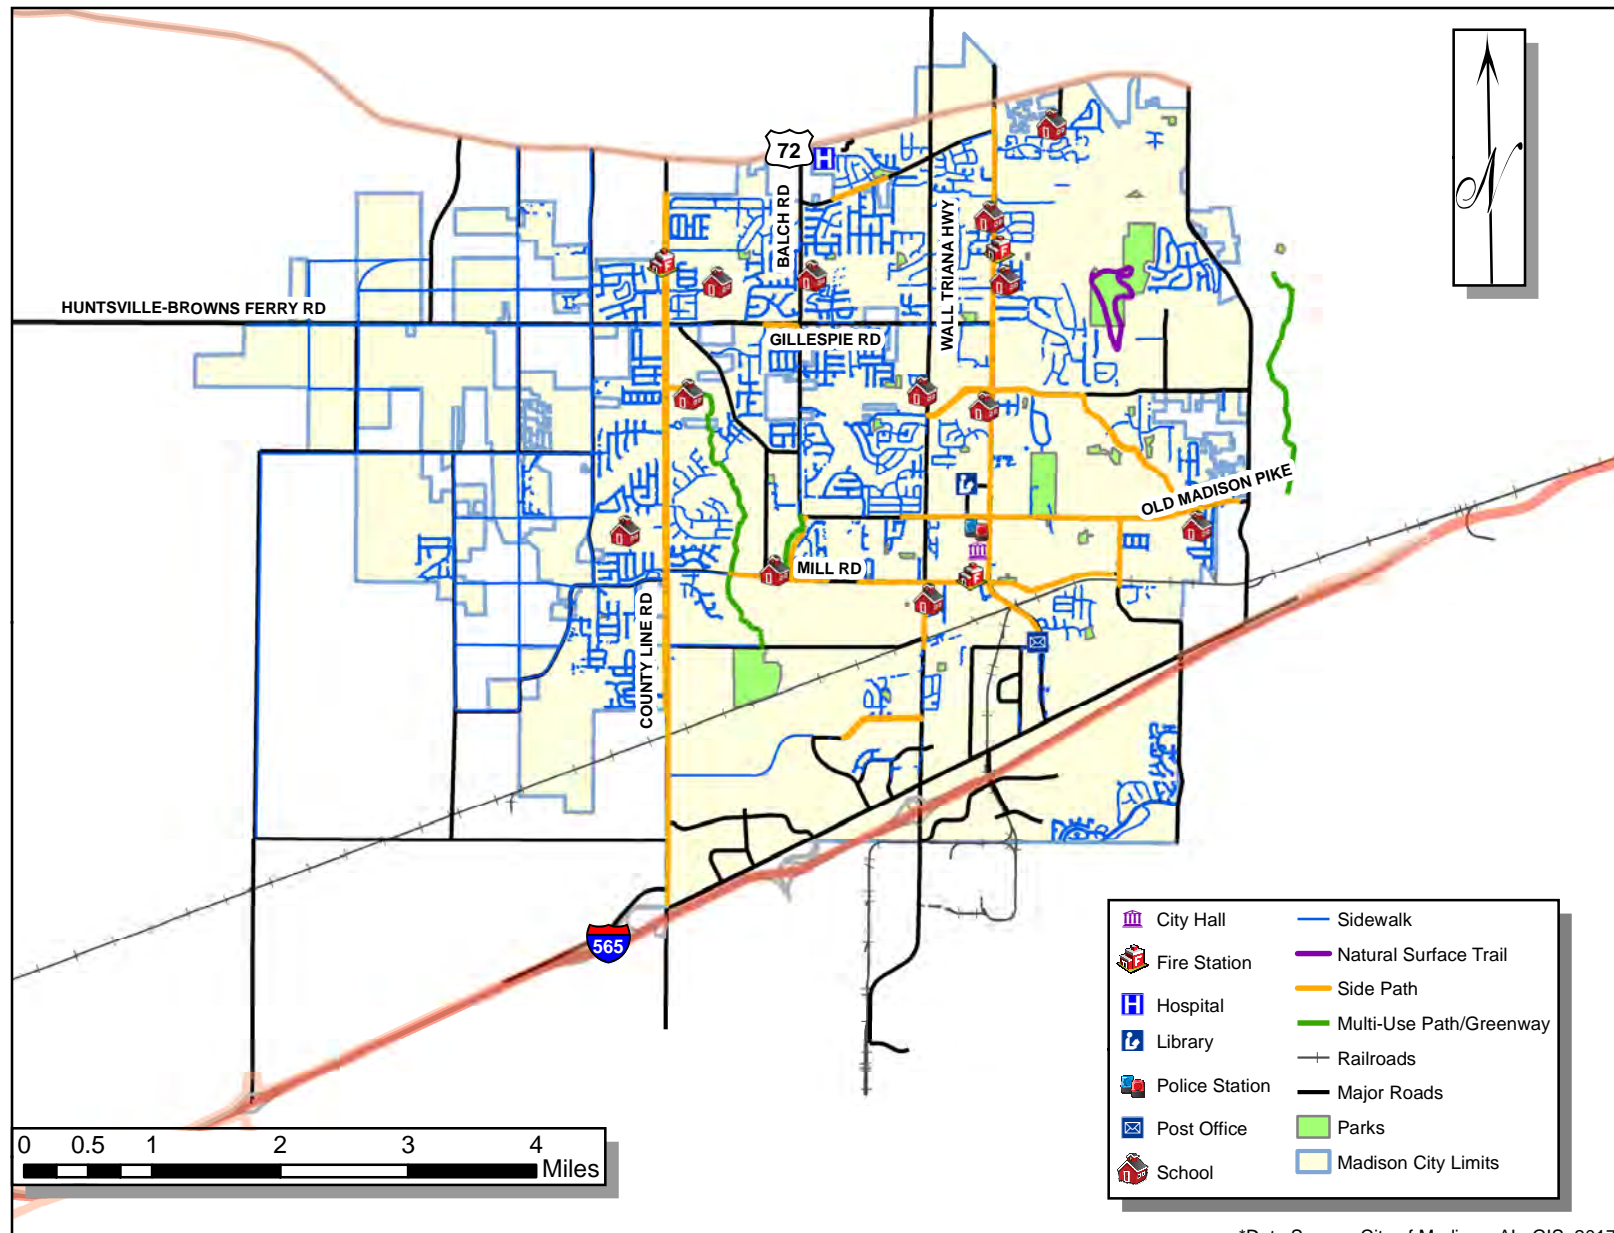 N
72
BALCH RD
WALL TRIANA HWY
HUNTSVILLE-BROWNS FERRY RD
GILLESPIE RD
OLD MADISON PIKE
MILL RD
COUNTY LINE RD
565
0 0.5 1 2 3 4
Miles
City Hall
Fire Station
Hospital
Library
Police Station
Post Office
School
Sidewalk
Natural Surface Trail
Side Path
Multi-Use Path/Greenway
Railroads
Major Roads
Parks
Madison City Limits